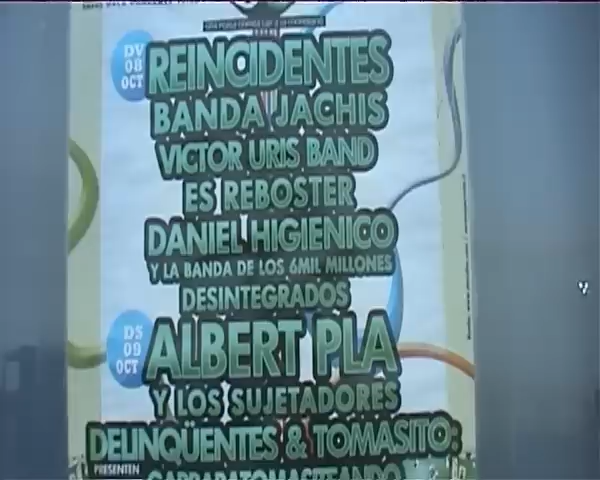 DV
08
OCT
REINCIDENTES
BANDA JACHIS
VICTOR URIS BAND
ES REBOSTER
DANIEL HIGIENICO
Y LA BANDA DE LOS 6MIL MILLONES
DESINTEGRADOS
DS
09
OCT
ALBERT PLA
Y LOS SUJETADORES
DELINQÜENTES & TOMASITO:
PRESENTEN